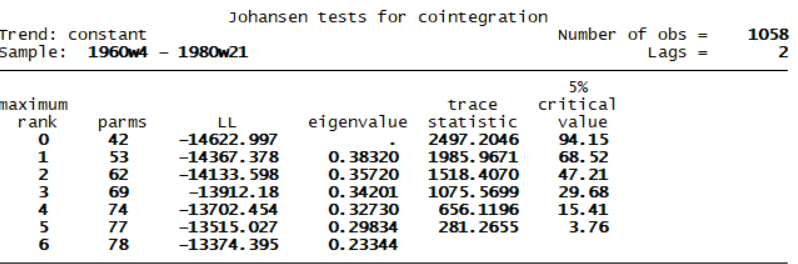 Johansen tests for cointegration
Trend: constant Number of obs = 1058
Sample: 1960w4 - 1980w21 Lags = 2
5%
maximum trace critical
rank parms LL eigenvalue statistic value
0 42 -14622.997 . 2497.2046 94.15
1 53 -14367.378 0.38320 1985.9671 68.52
2 62 -14133.598 0.35720 1518.4070 47.21
3 69 -13912.18 0.34201 1075.5699 29.68
4 74 -13702.454 0.32730 656.1196 15.41
5 77 -13515.027 0.29834 281.2655 3.76
6 78 -13374.395 0.23344